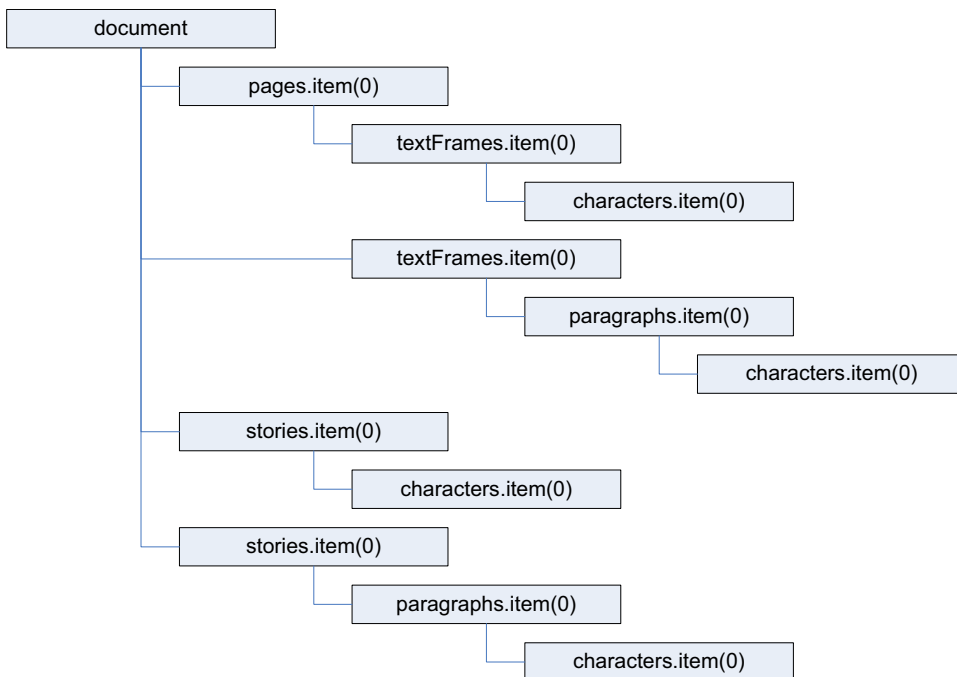 document
pages.item(0)
textFrames.item(0)
characters.item(0)
textFrames.item(0)
paragraphs.item(0)
characters.item(0)
stories.item(0)
characters.item(0)
stories.item(0)
paragraphs.item(0)
characters.item(0)